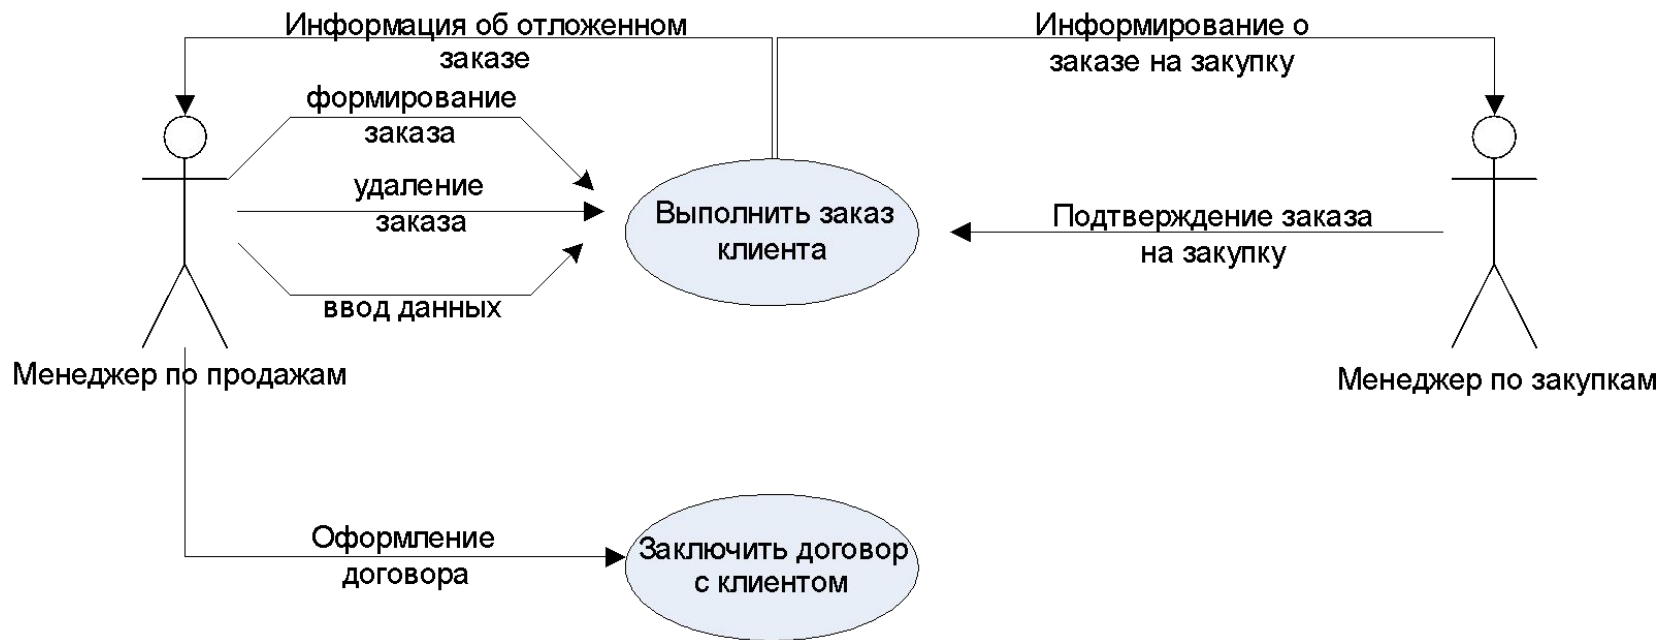 Информация об отложенном
заказе
Информирование о
заказе на закупку
формирование
заказа
удаление
заказа
ввод данных
Выполнить заказ
клиента
Подтверждение заказа
на закупку
Менеджер по продажам
Менеджер по закупкам
Оформление
договора
Заключить договор
с клиентом